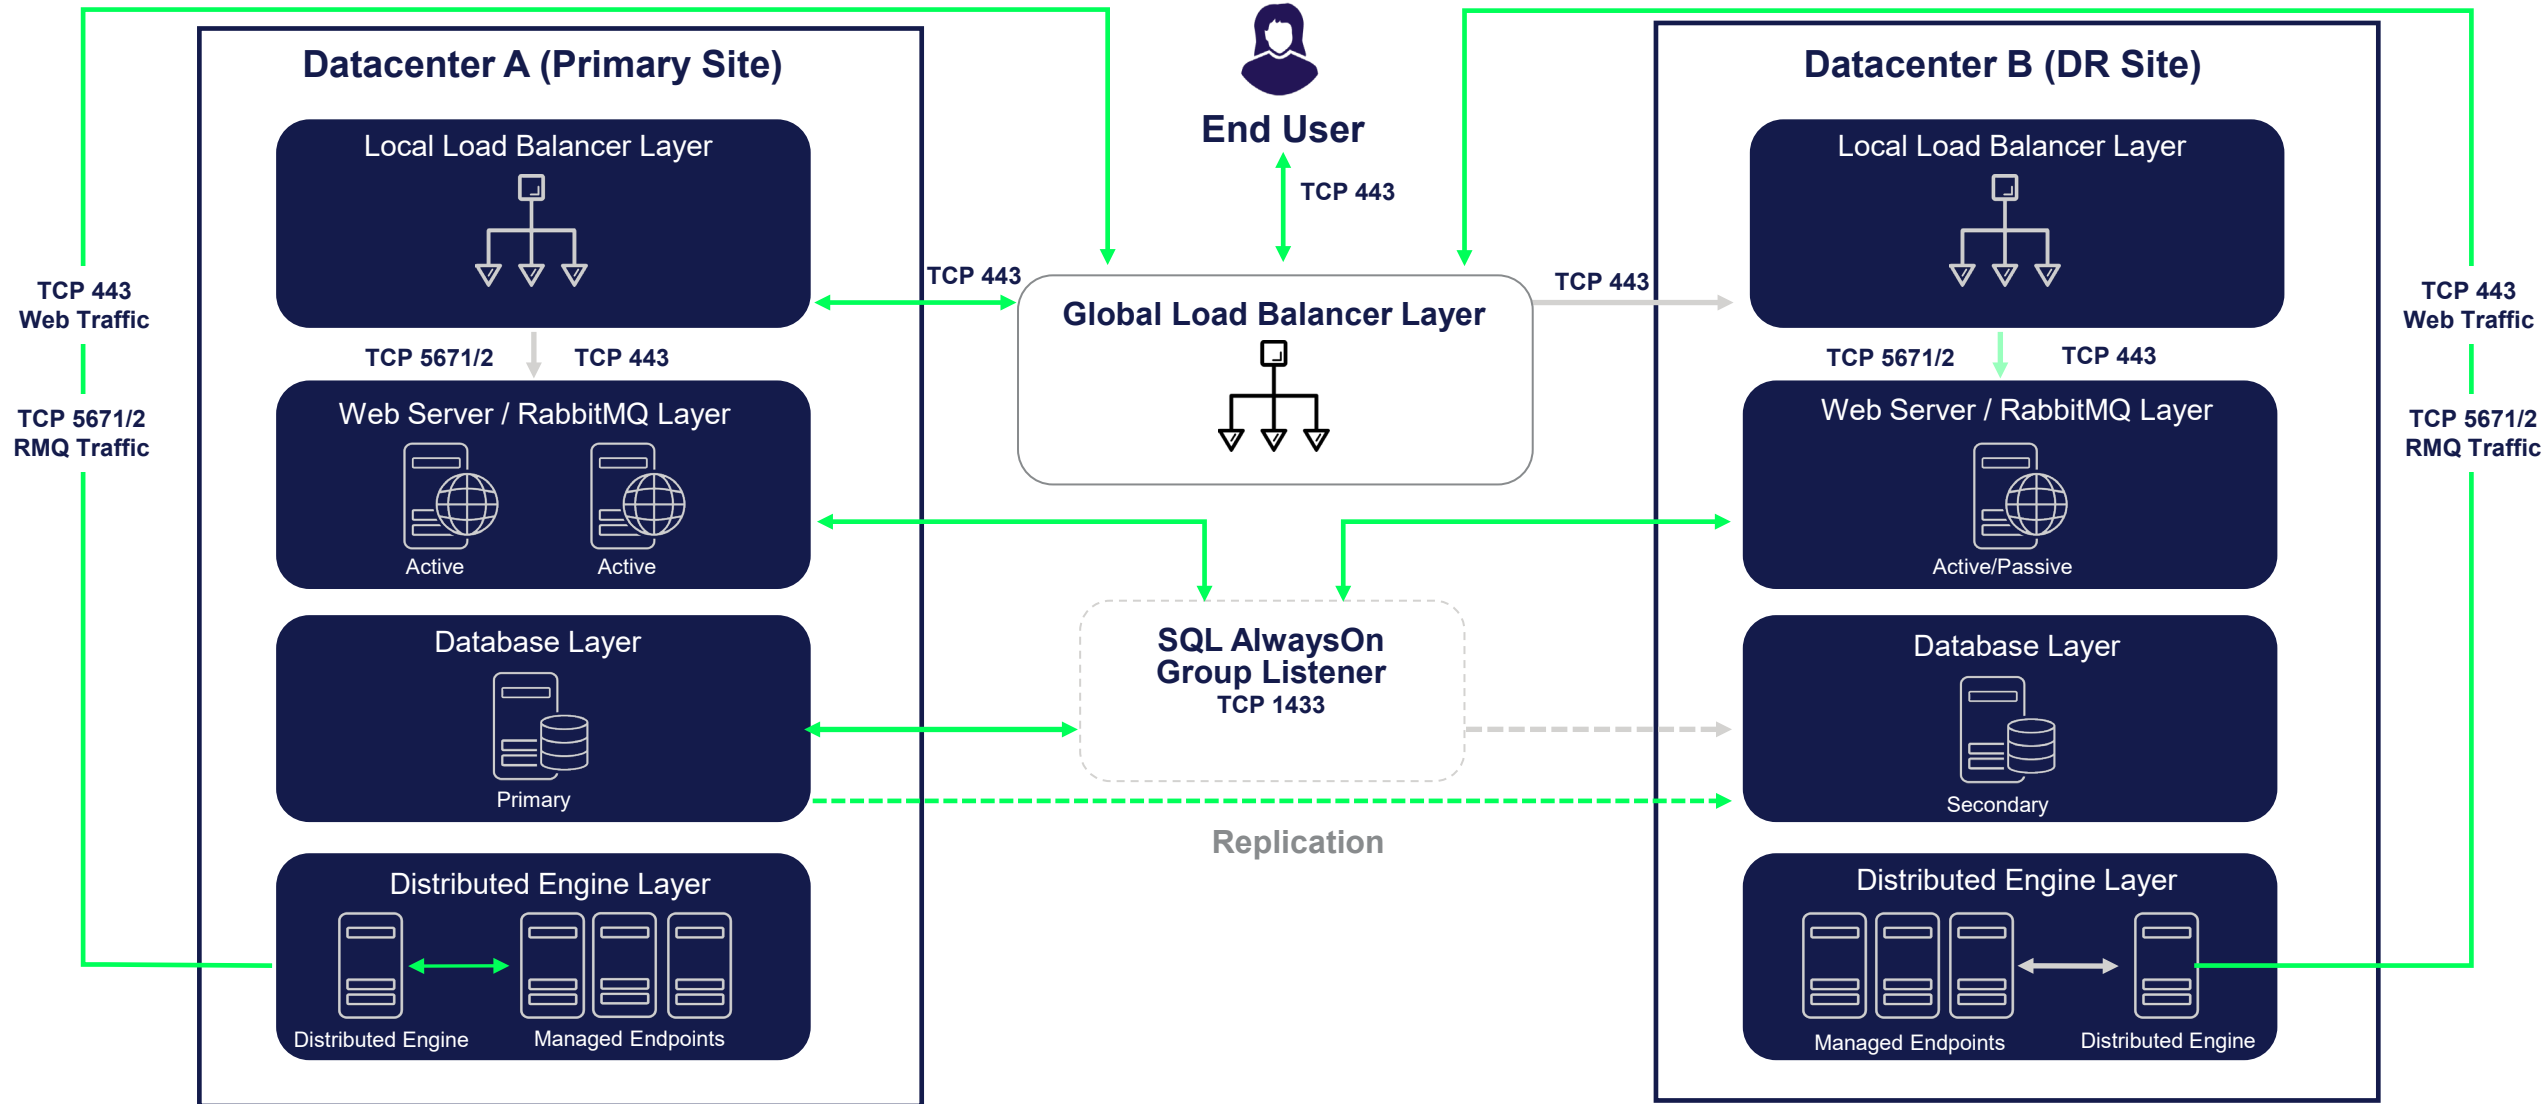 Datacenter A (Primary Site)
Local Load Balancer Layer
TCP 443
Web Traffic
TCP 5671/2
RMQ Traffic
TCP 5671/2
TCP 443
Web Server / RabbitMQ Layer
Active
Active
Database Layer
Primary
Distributed Engine Layer
Distributed Engine
Managed Endpoints
End User
TCP 443
TCP 443
TCP 443
Global Load Balancer Layer
SQL AlwaysOn
Group Listener
TCP 1433
Replication
Datacenter B (DR Site)
Local Load Balancer Layer
TCP 5671/2
TCP 443
Web Server / RabbitMQ Layer
Active/Passive
Database Layer
Secondary
Distributed Engine Layer
Managed Endpoints
Distributed Engine
TCP 443
Web Traffic
TCP 5671/2
RMQ Traffic